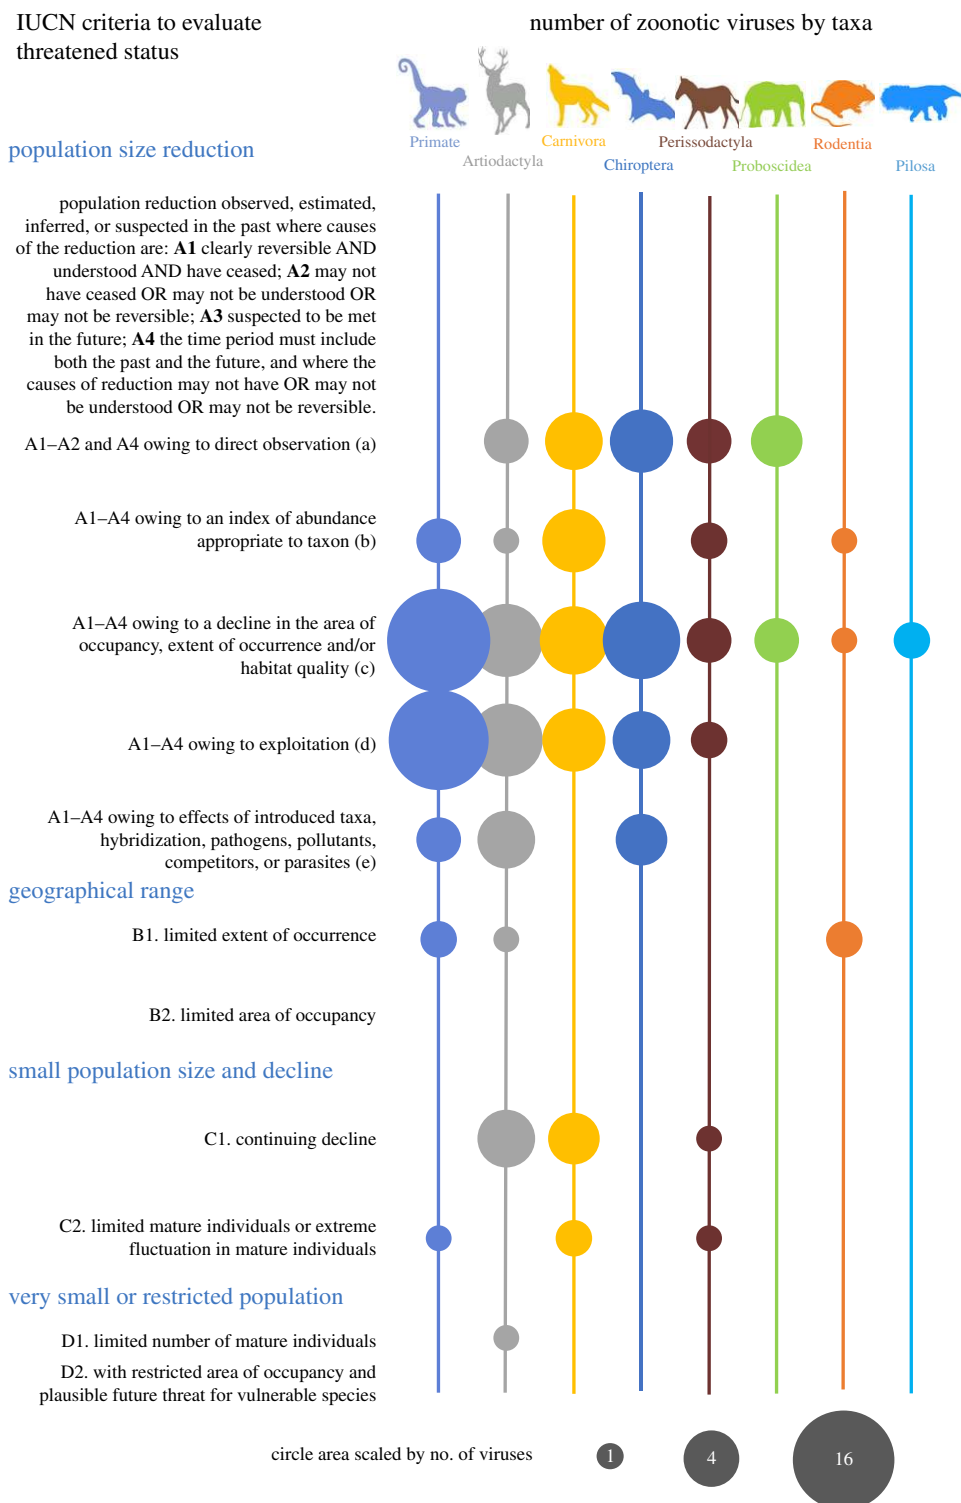 IUCN criteria to evaluate
threatened status
number of zoonotic viruses by taxa
Primate
Artiodactyla
Carnivora
Chiroptera
Perissodactyla
Proboscidea
Rodentia
Pilosa
population size reduction
population reduction observed, estimated,
inferred, or suspected in the past where causes
of the reduction are: A1 clearly reversible AND
understood AND have ceased; A2 may not
have ceased OR may not be understood OR
may not be reversible; A3 suspected to be met
in the future; A4 the time period must include
both the past and the future, and where the
causes of reduction may not have OR may not
be understood OR may not be reversible.
A1–A2 and A4 owing to direct observation (a)
A1–A4 owing to an index of abundance
appropriate to taxon (b)
A1–A4 owing to a decline in the area of
occupancy, extent of occurrence and/or
habitat quality (c)
A1–A4 owing to exploitation (d)
A1–A4 owing to effects of introduced taxa,
hybridization, pathogens, pollutants,
competitors, or parasites (e)
geographical range
B1. limited extent of occurrence
B2. limited area of occupancy
small population size and decline
C1. continuing decline
C2. limited mature individuals or extreme
fluctuation in mature individuals
very small or restricted population
D1. limited number of mature individuals
D2. with restricted area of occupancy and
plausible future threat for vulnerable species
circle area scaled by no. of viruses
1
4
16